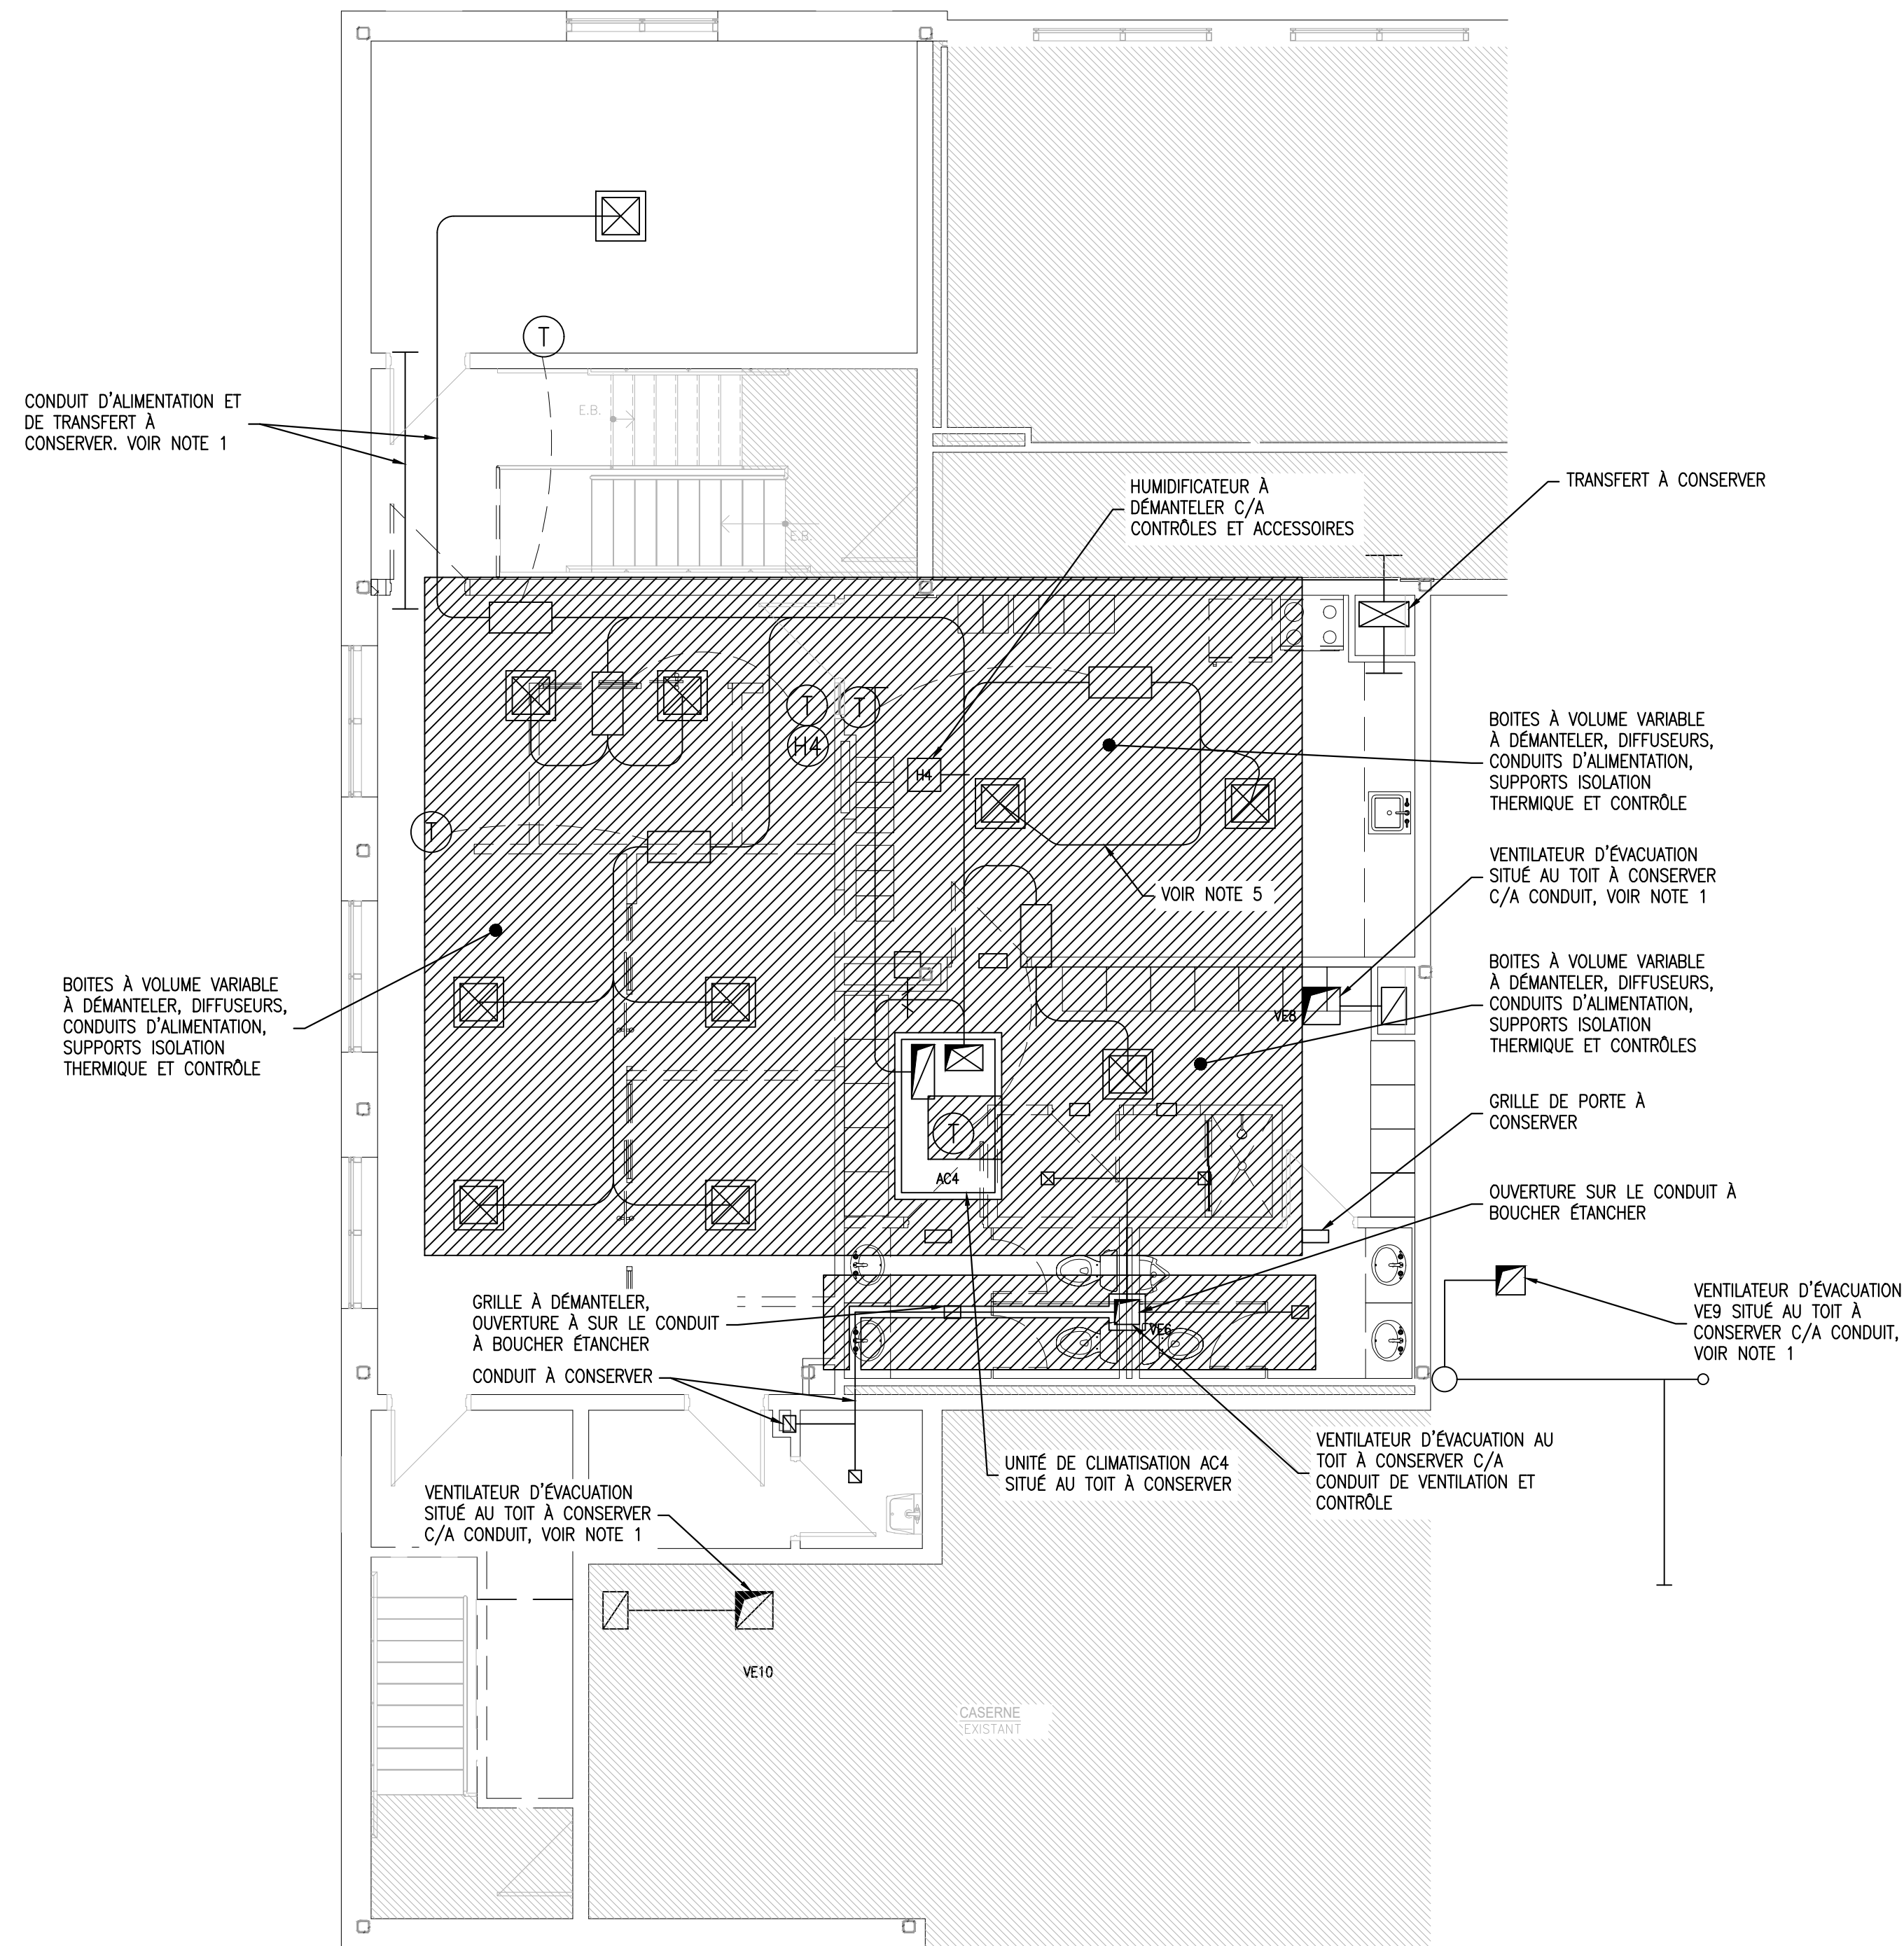 T
CONDUIT D'ALIMENTATION ET
DE TRANSFERT À
CONSERVER. VOIR NOTE 1
E.B.
E.B.
HUMIDIFICATEUR À
DÉMANTELER C/A
CONTRÔLES ET ACCESSOIRES
TRANSFERT À CONSERVER
T
T
H4
H4
BOITES À VOLUME VARIABLE
À DÉMANTELER, DIFFUSEURS,
CONDUITS D'ALIMENTATION,
SUPPORTS ISOLATION
THERMIQUE ET CONTRÔLE
T
VENTILATEUR D'ÉVACUATION
SITUÉ AU TOIT À CONSERVER
C/A CONDUIT, VOIR NOTE 1
VOIR NOTE 5
BOITES À VOLUME VARIABLE
À DÉMANTELER, DIFFUSEURS,
CONDUITS D'ALIMENTATION,
SUPPORTS ISOLATION
THERMIQUE ET CONTRÔLE
BOITES À VOLUME VARIABLE
À DÉMANTELER, DIFFUSEURS,
CONDUITS D'ALIMENTATION,
SUPPORTS ISOLATION
THERMIQUE ET CONTRÔLES
VE8
GRILLE DE PORTE À
CONSERVER
T
AC4
OUVERTURE SUR LE CONDUIT À
BOUCHER ÉTANCHER
GRILLE À DÉMANTELER,
OUVERTURE À SUR LE CONDUIT
À BOUCHER ÉTANCHER
VE6
VENTILATEUR D'ÉVACUATION
VE9 SITUÉ AU TOIT À
CONSERVER C/A CONDUIT,
VOIR NOTE 1
CONDUIT À CONSERVER
UNITÉ DE CLIMATISATION AC4
SITUÉ AU TOIT À CONSERVER
VENTILATEUR D'ÉVACUATION AU
TOIT À CONSERVER C/A
CONDUIT DE VENTILATION ET
CONTRÔLE
VENTILATEUR D'ÉVACUATION
SITUÉ AU TOIT À CONSERVER
C/A CONDUIT, VOIR NOTE 1
VE10
CASERNE
EXISTANT